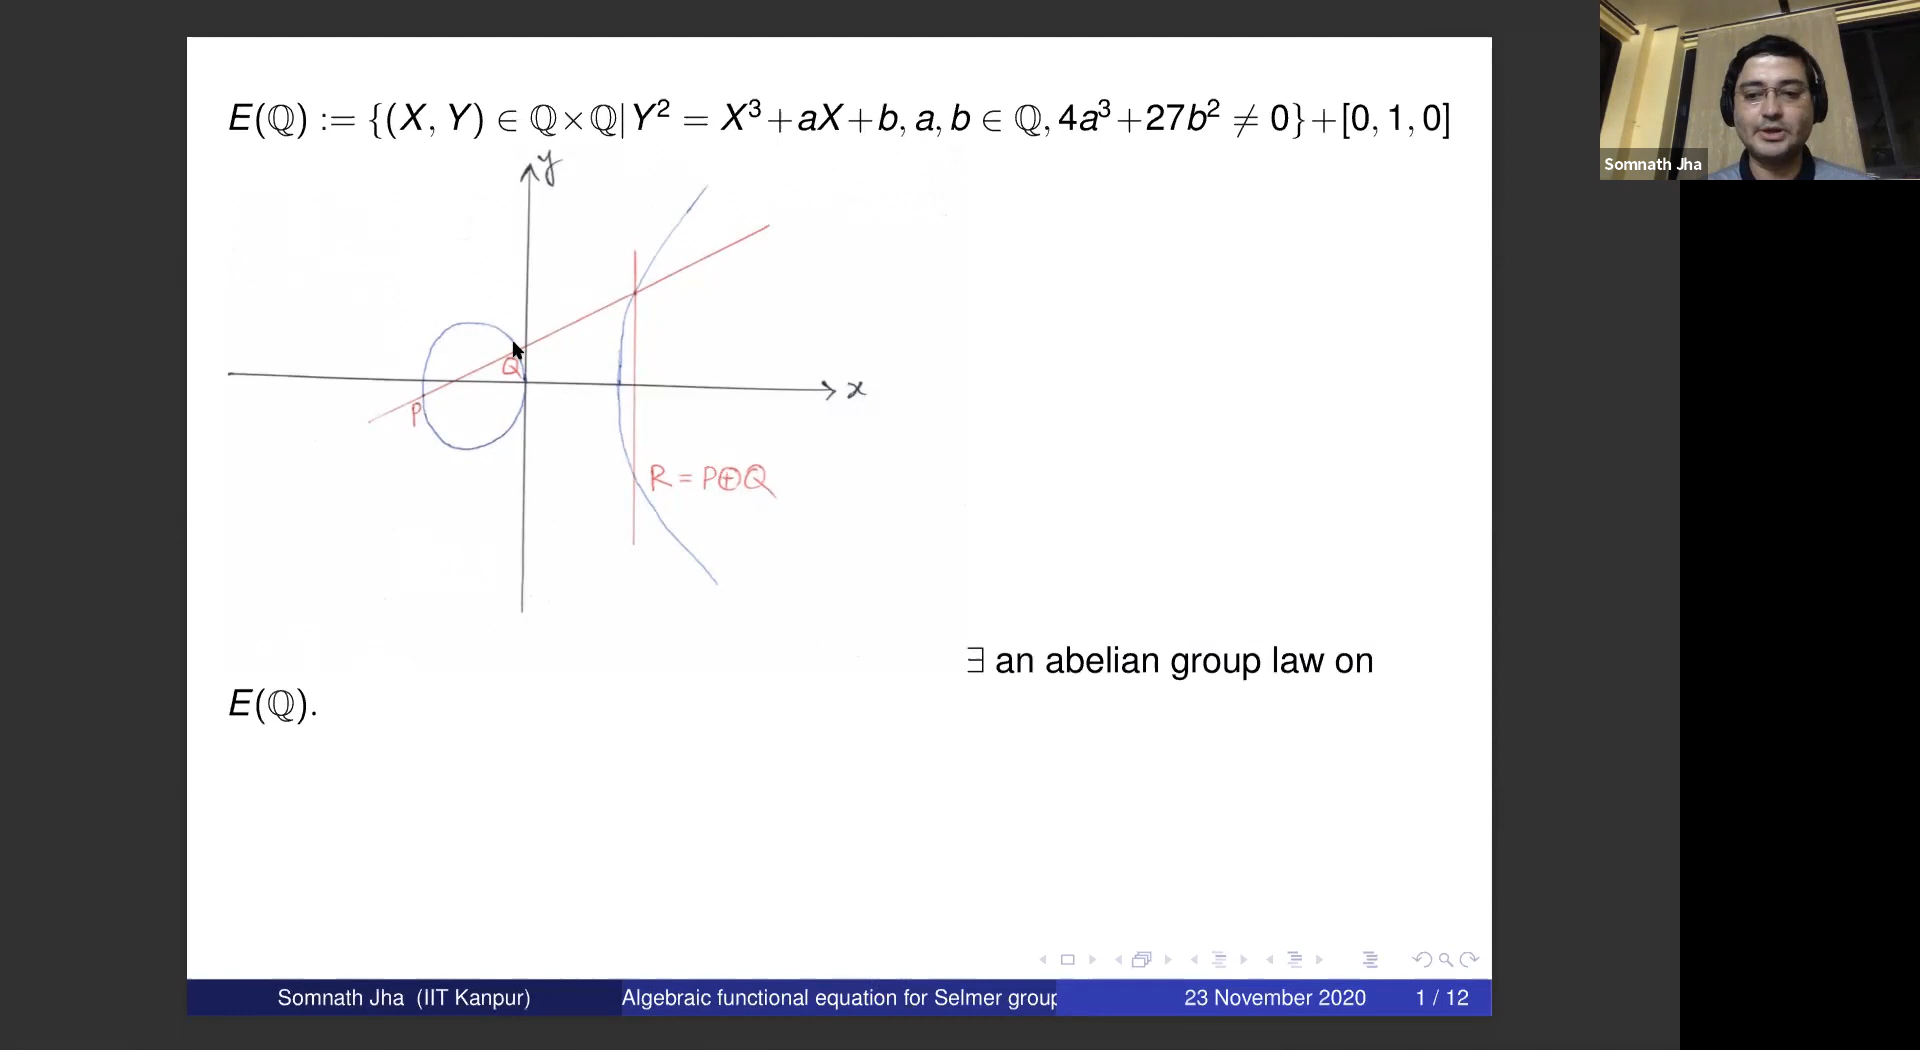 E(ℚ) := {(X, Y) ∈ ℚ×ℚ| Y² = X³+aX+b, a, b ∈ ℚ, 4a³+27b² ≠ 0}+[0, 1, 0]
y
Q
x
P
R = P⊕Q
∃ an abelian group law on
E(ℚ).
Somnath Jha (IIT Kanpur) Algebraic functional equation for Selmer group 23 November 2020 1 / 12
Somnath Jha